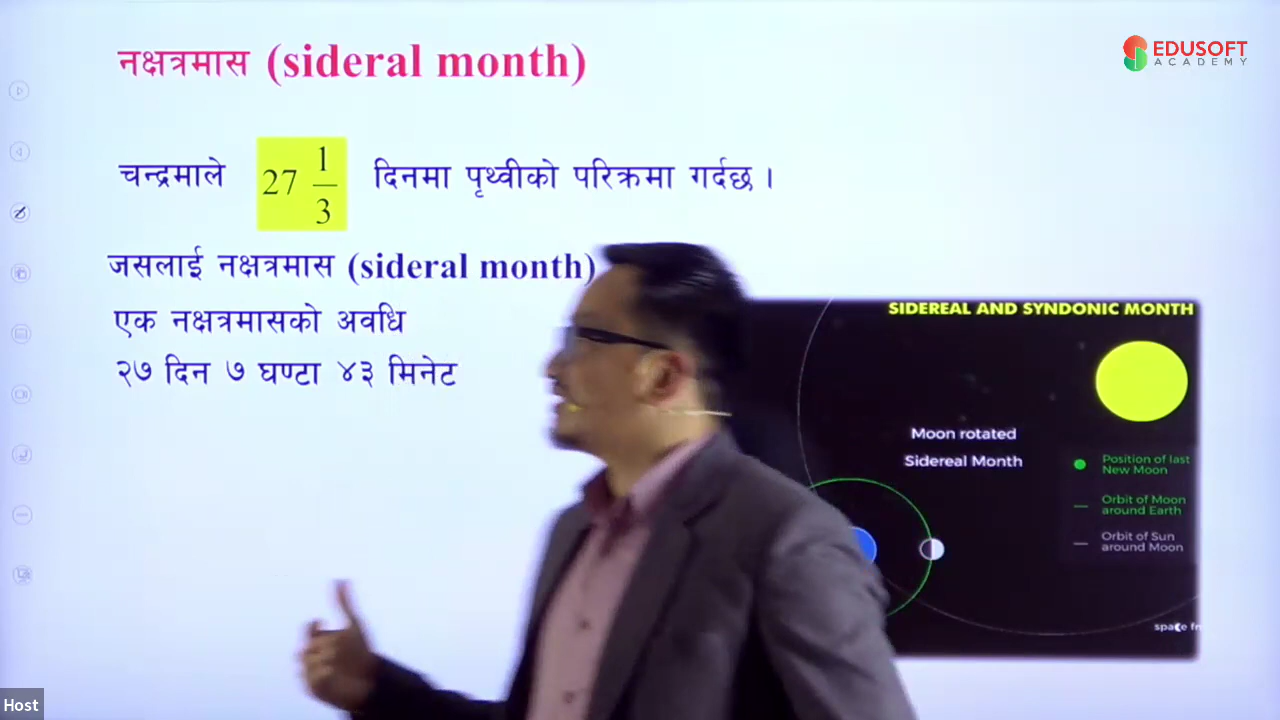 नक्षत्रमास (sideral month)
EDUSOFT
ACADEMY
चन्द्रमाले 27 1/3 दिनमा पृथ्वीको परिक्रमा गर्दछ ।
जसलाई नक्षत्रमास (sideral month)
एक नक्षत्रमासको अवधि
२७ दिन ७ घण्टा ४३ मिनेट
SIDEREAL AND SYNDONIC MONTH
Moon rotated
Sidereal Month
Position of last
New Moon
Orbit of Moon
around Earth
Orbit of Sun
around Moon
space
Host